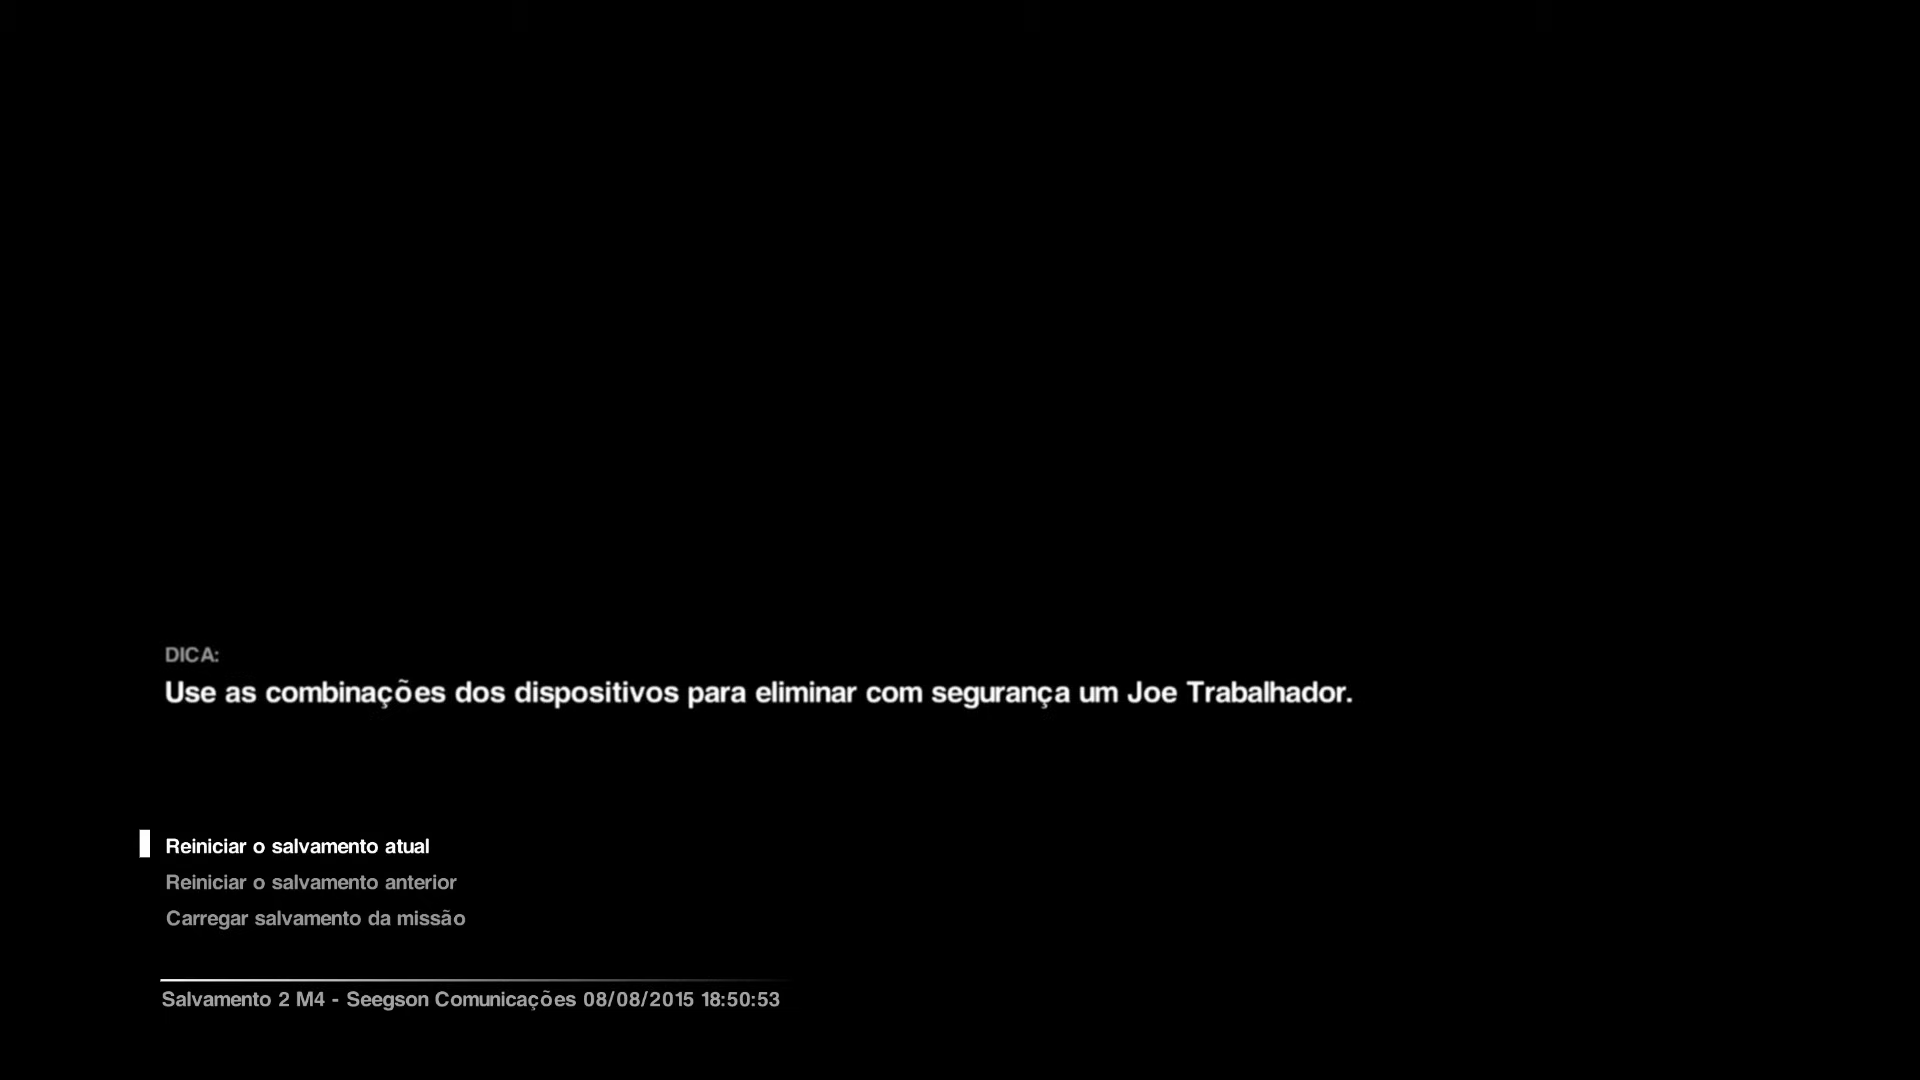 DICA:
Use as combinações dos dispositivos para eliminar com segurança um Joe Trabalhador.
Reiniciar o salvamento atual
Reiniciar o salvamento anterior
Carregar salvamento da missão
Salvamento 2 M4 - Seegson Comunicações 08/08/2015 18:50:53